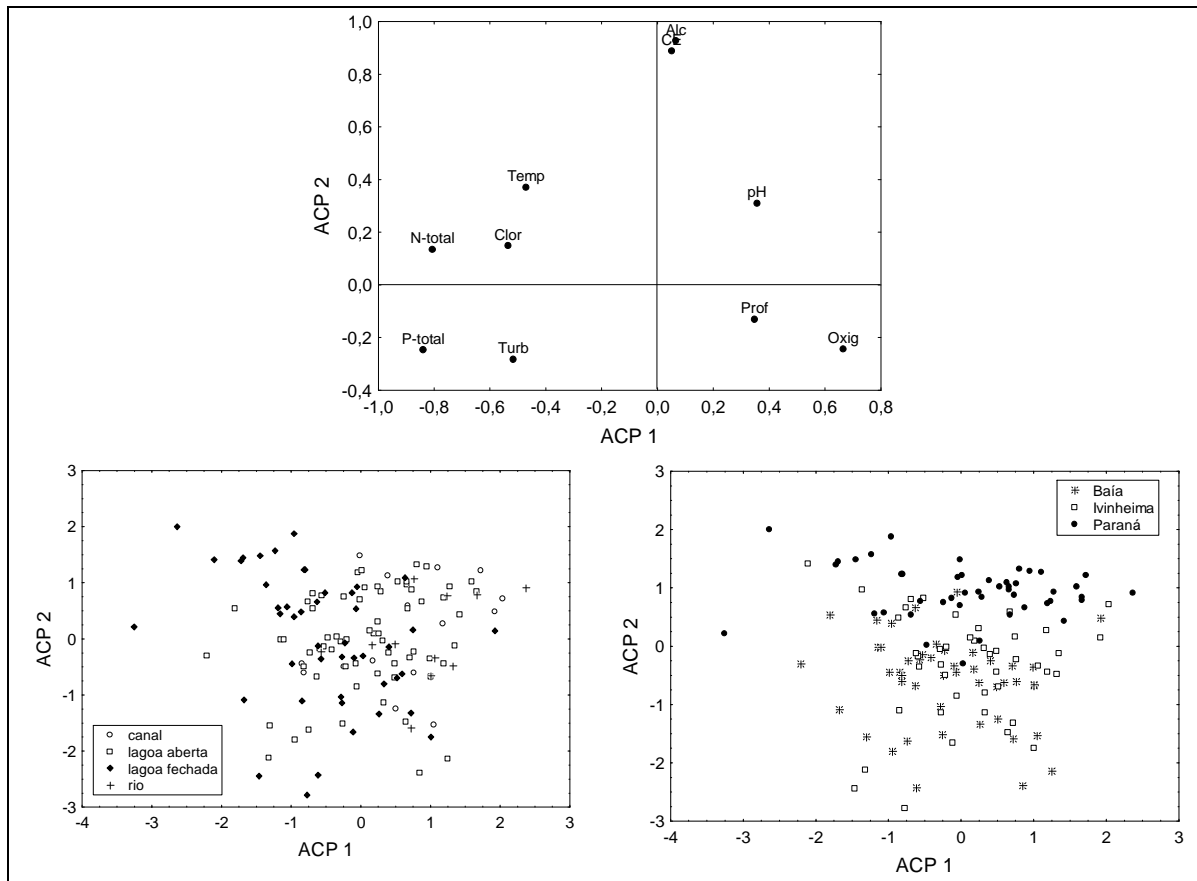 1,0
0,8
0,6
0,4
0,2
0,0
-0,2
-0,4
ACP 2
Alc
Temp
pH
N-total
Clor
Prof
P-total
Turb
Oxig
-1,0 -0,8 -0,6 -0,4 -0,2 0,0 0,2 0,4 0,6 0,8
ACP 1
3
2
1
0
-1
-2
-3
ACP 2
canal
lagoa aberta
lagoa fechada
rio
-4 -3 -2 -1 0 1 2 3
ACP 1
3
2
1
0
-1
-2
-3
ACP 2
Baía
Ivinheima
Paraná
-4 -3 -2 -1 0 1 2 3
ACP 1